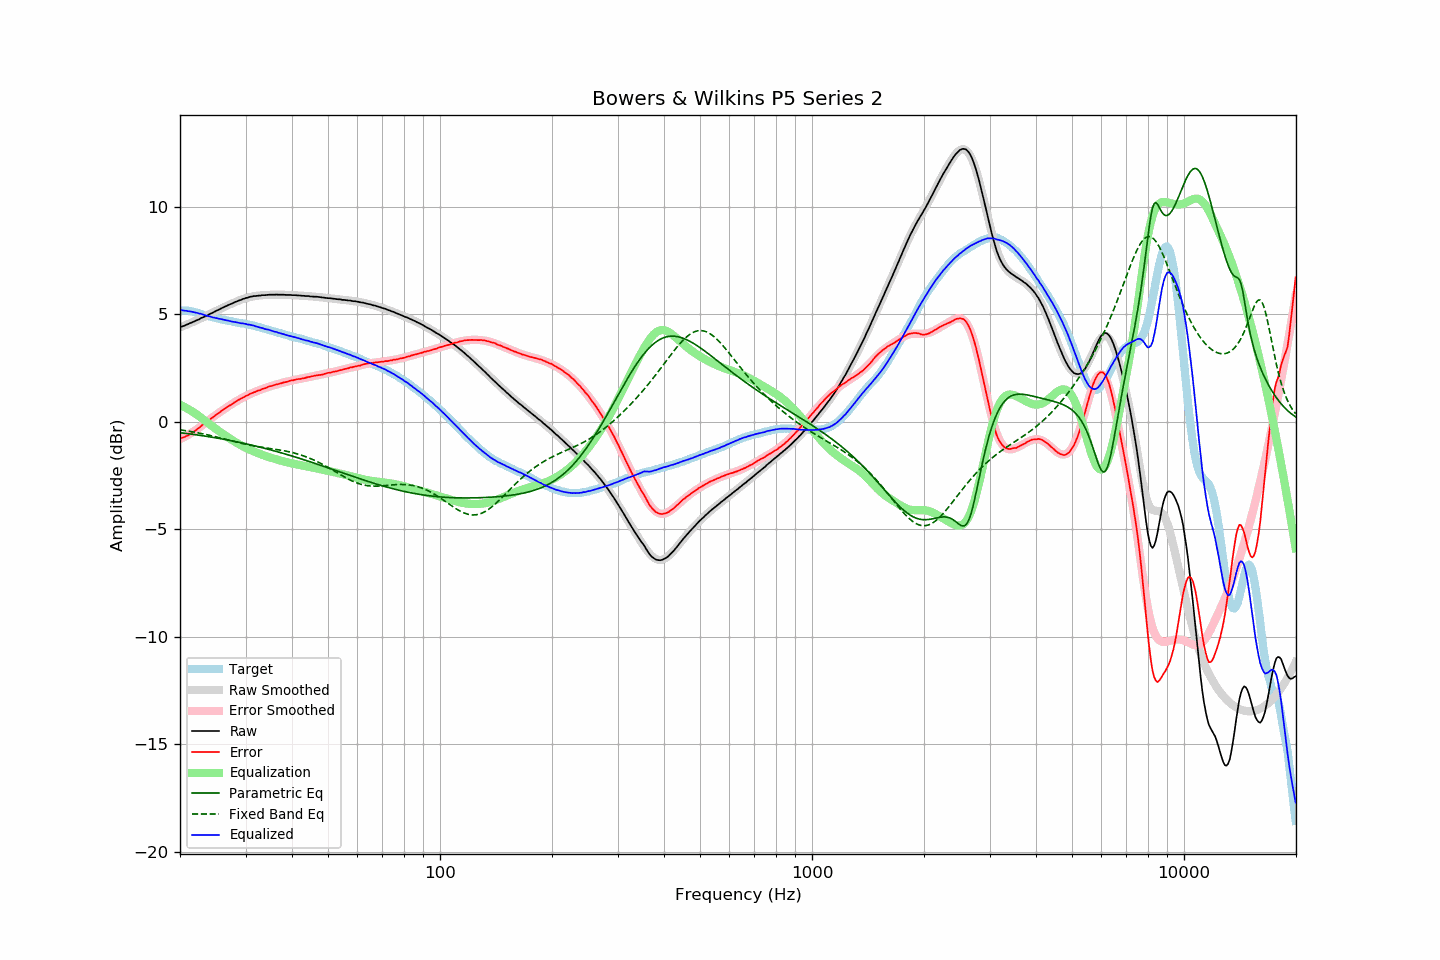 Bowers & Wilkins P5 Series 2
Amplitude (dBr)
10
5
0
−5
−10
−15
−20
Target
Raw Smoothed
Error Smoothed
Raw
Error
Equalization
Parametric Eq
Fixed Band Eq
Equalized
100
1000
10000
Frequency (Hz)